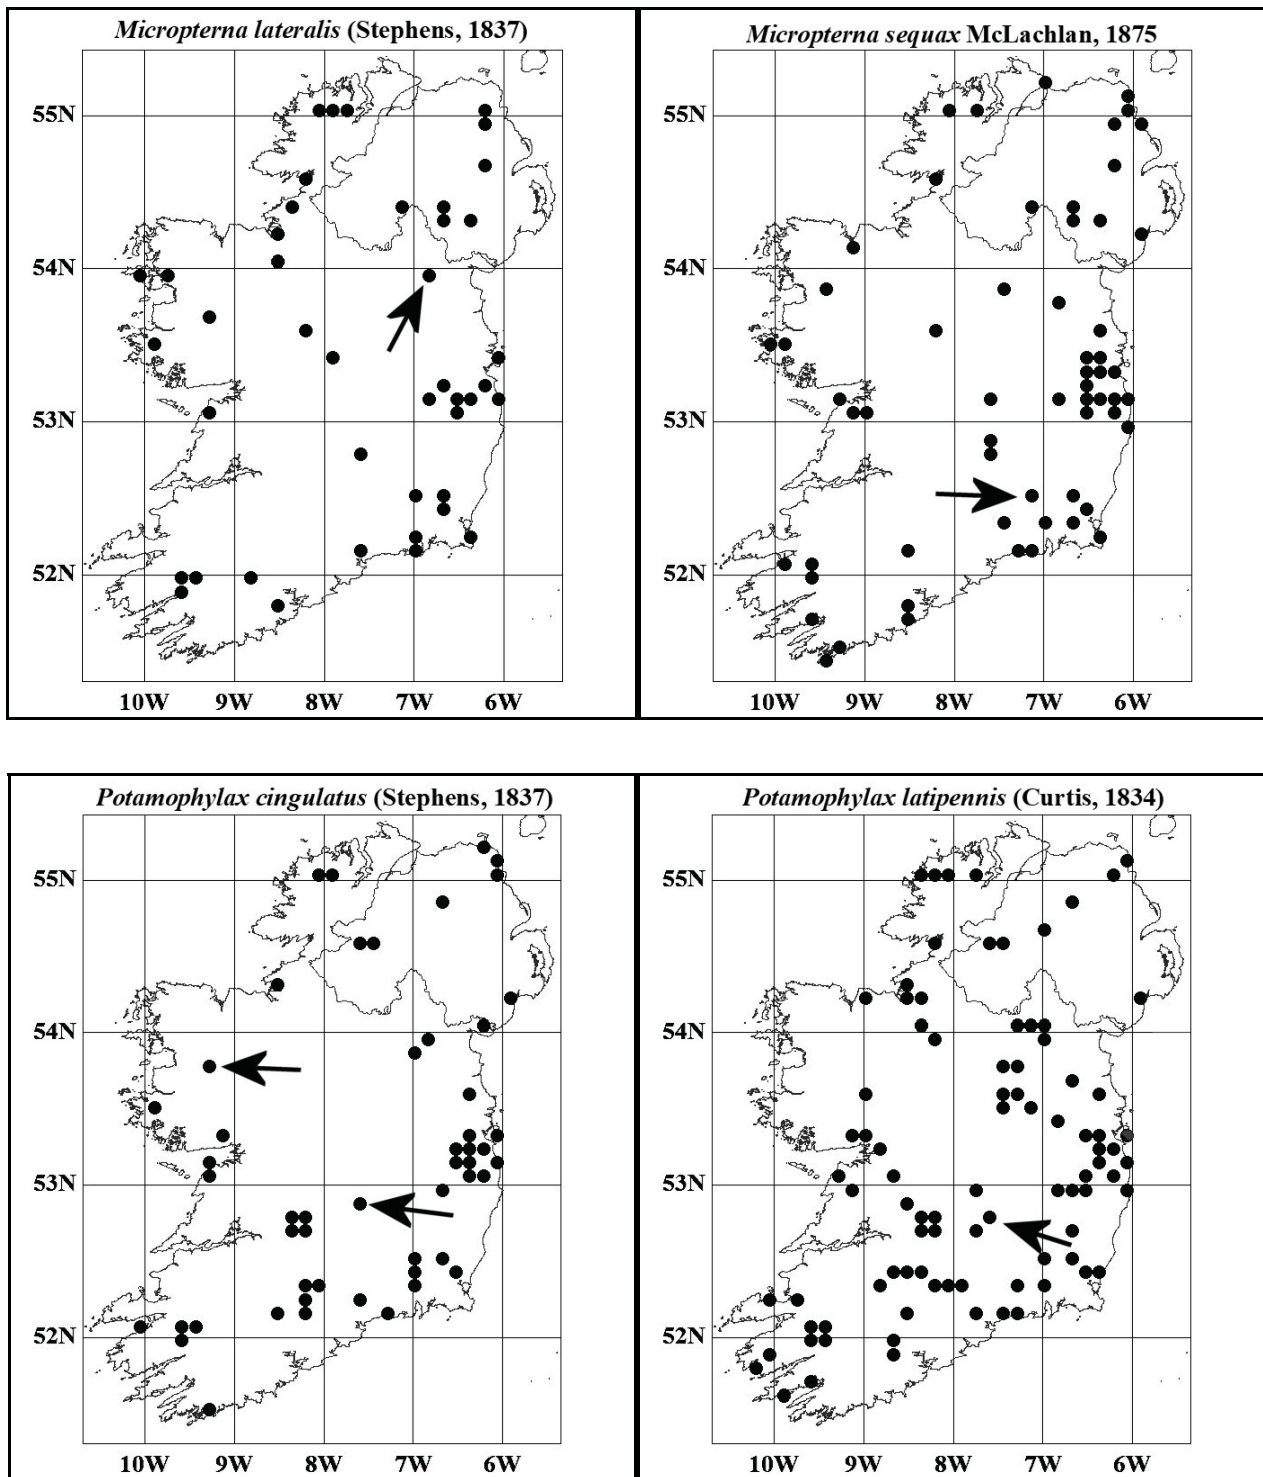 Micropterna lateralis (Stephens, 1837)
55N
54N
53N
52N
10W 9W 8W 7W 6W
Micropterna sequax McLachlan, 1875
55N
54N
53N
52N
10W 9W 8W 7W 6W
Potamophylax cingulatus (Stephens, 1837)
55N
54N
53N
52N
10W 9W 8W 7W 6W
Potamophylax latipennis (Curtis, 1834)
55N
54N
53N
52N
10W 9W 8W 7W 6W